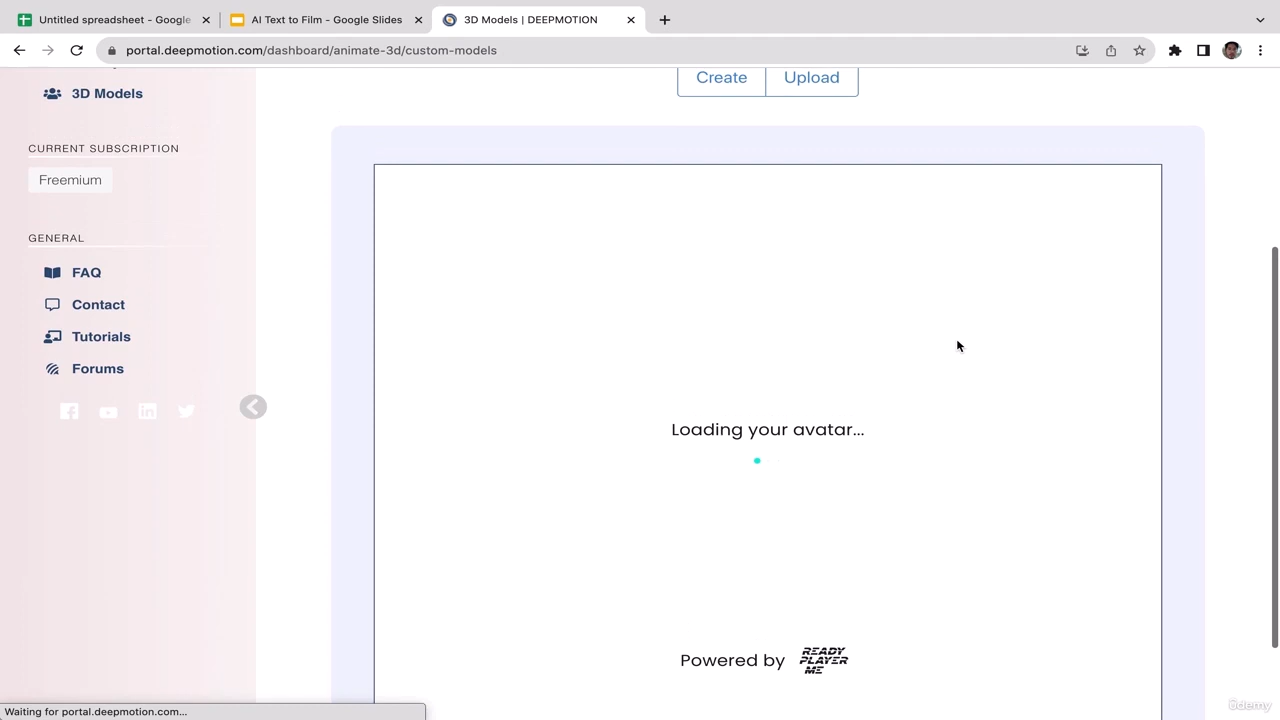 Untitled spreadsheet - Google
AI Text to Film - Google Slides
3D Models | DEEPMOTION
portal.deepmotion.com/dashboard/animate-3d/custom-models
3D Models
CURRENT SUBSCRIPTION
Freemium
GENERAL
FAQ
Contact
Tutorials
Forums
Create
Upload
Loading your avatar...
Powered by
READY
PLAYER
ME
Waiting for portal.deepmotion.com...
ûdemy